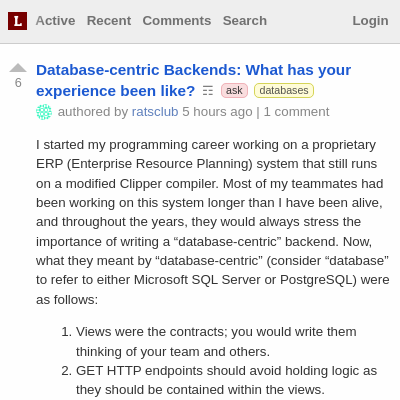 L Active Recent Comments Search Login
Database-centric Backends: What has your
6 experience been like? ☶ ask databases
authored by ratsclub 5 hours ago | 1 comment
I started my programming career working on a proprietary
ERP (Enterprise Resource Planning) system that still runs
on a modified Clipper compiler. Most of my teammates had
been working on this system longer than I have been alive,
and throughout the years, they would always stress the
importance of writing a “database-centric” backend. Now,
what they meant by “database-centric” (consider “database”
to refer to either Microsoft SQL Server or PostgreSQL) were
as follows:
1. Views were the contracts; you would write them
thinking of your team and others.
2. GET HTTP endpoints should avoid holding logic as
they should be contained within the views.